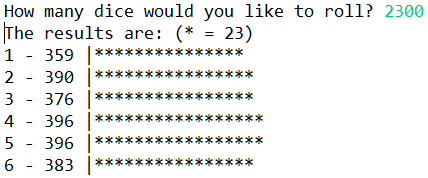 How many dice would you like to roll? 2300
The results are: (* = 23)
1 - 359 |***************
2 - 390 |****************
3 - 376 |****************
4 - 396 |*****************
5 - 396 |*****************
6 - 383 |****************